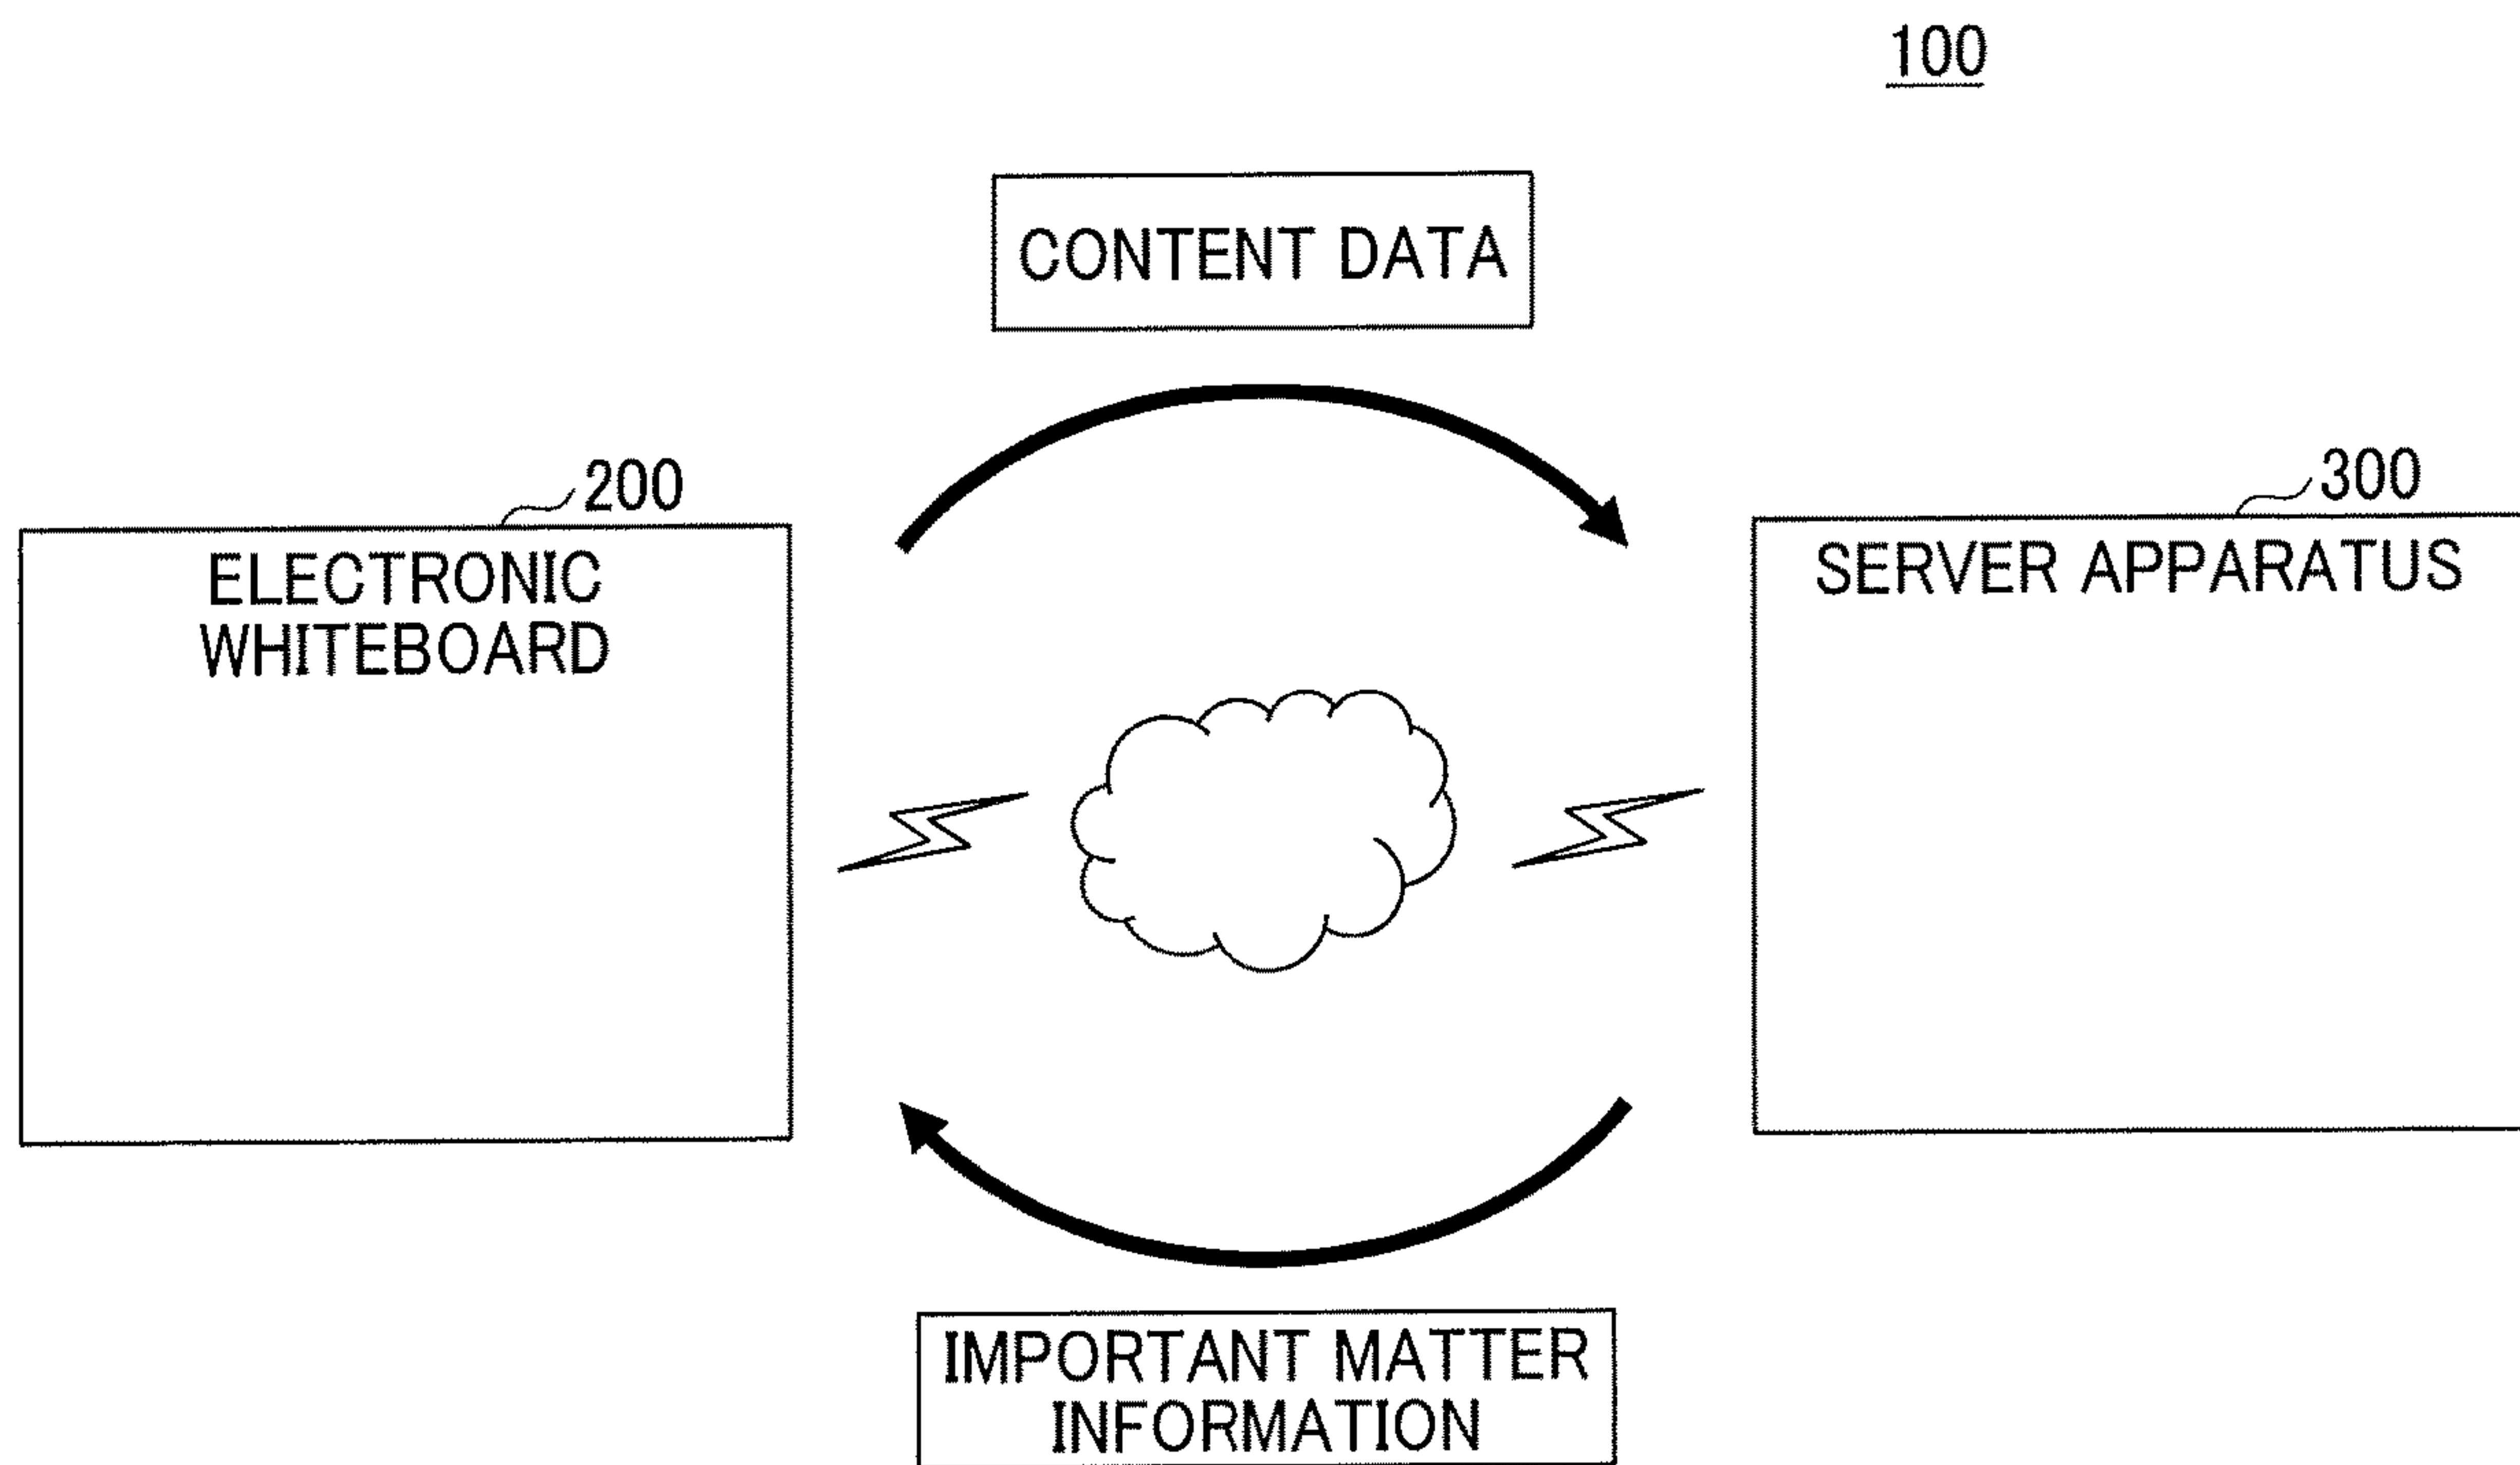 100
CONTENT DATA
200
ELECTRONIC
WHITEBOARD
300
SERVER APPARATUS
IMPORTANT MATTER
INFORMATION